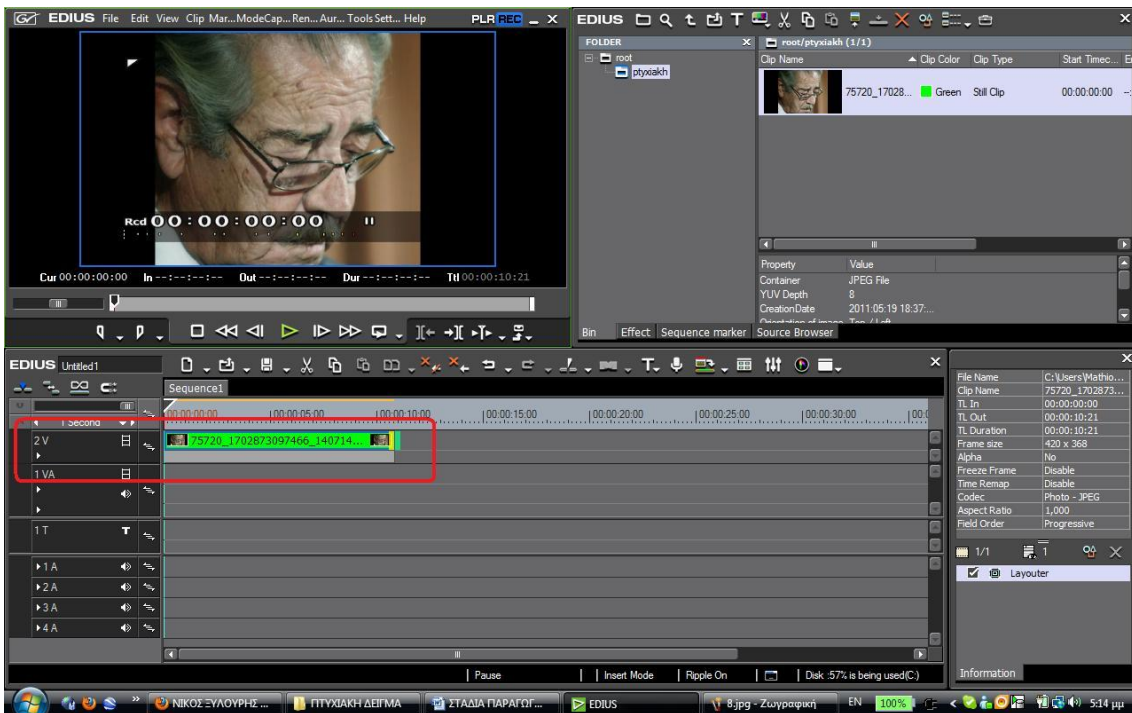 EDIUS File Edit View Clip Mar...ModeCap... Ren... Aur... Tools Sett... Help PLR REC
Rcd 00:00:00:00
Cur 00:00:00:00 In --:--:--:-- Out --:--:--:-- Dur --:--:--:-- Ttl 00:00:10:21
EDIUS
FOLDER
root
ptyxiakh
root/ptyxiakh (1/1)
Clip Name Clip Color Clip Type Start Timec...
75720_17028... Green Still Clip 00:00:00:00
Property Value
Container JPEG File
YUV Depth 8
CreationDate 2011:05:19 18:37:...
Bin Effect Sequence marker Source Browser
EDIUS Untitled1
Sequence1
1 Second
00:00:00:00 00:00:05:00 00:00:10:00 00:00:15:00 00:00:20:00 00:00:25:00 00:00:30:00 00:0
2 V 75720_1702873097466_140714...
1 VA
1 T
1 A
2 A
3 A
4 A
Pause Insert Mode Ripple On Disk :57% is being used(C:)
File Name C:\Users\Mathio...
Clip Name 75720_1702873...
TL In 00:00:00:00
TL Out 00:00:10:21
TL Duration 00:00:10:21
Frame size 420 x 368
Alpha No
Freeze Frame Disable
Time Remap Disable
Codec Photo - JPEG
Aspect Ratio 1,000
Field Order Progressive
1/1 1
Layouter
Information
ΝΙΚΟΣ ΞΥΛΟΥΡΗΣ ... ΠΤΥΧΙΑΚΗ ΔΕΙΓΜΑ ΣΤΑΔΙΑ ΠΑΡΑΓΩΓ... EDIUS 8.jpg - Ζωγραφική EN 100% 5:14 μμ